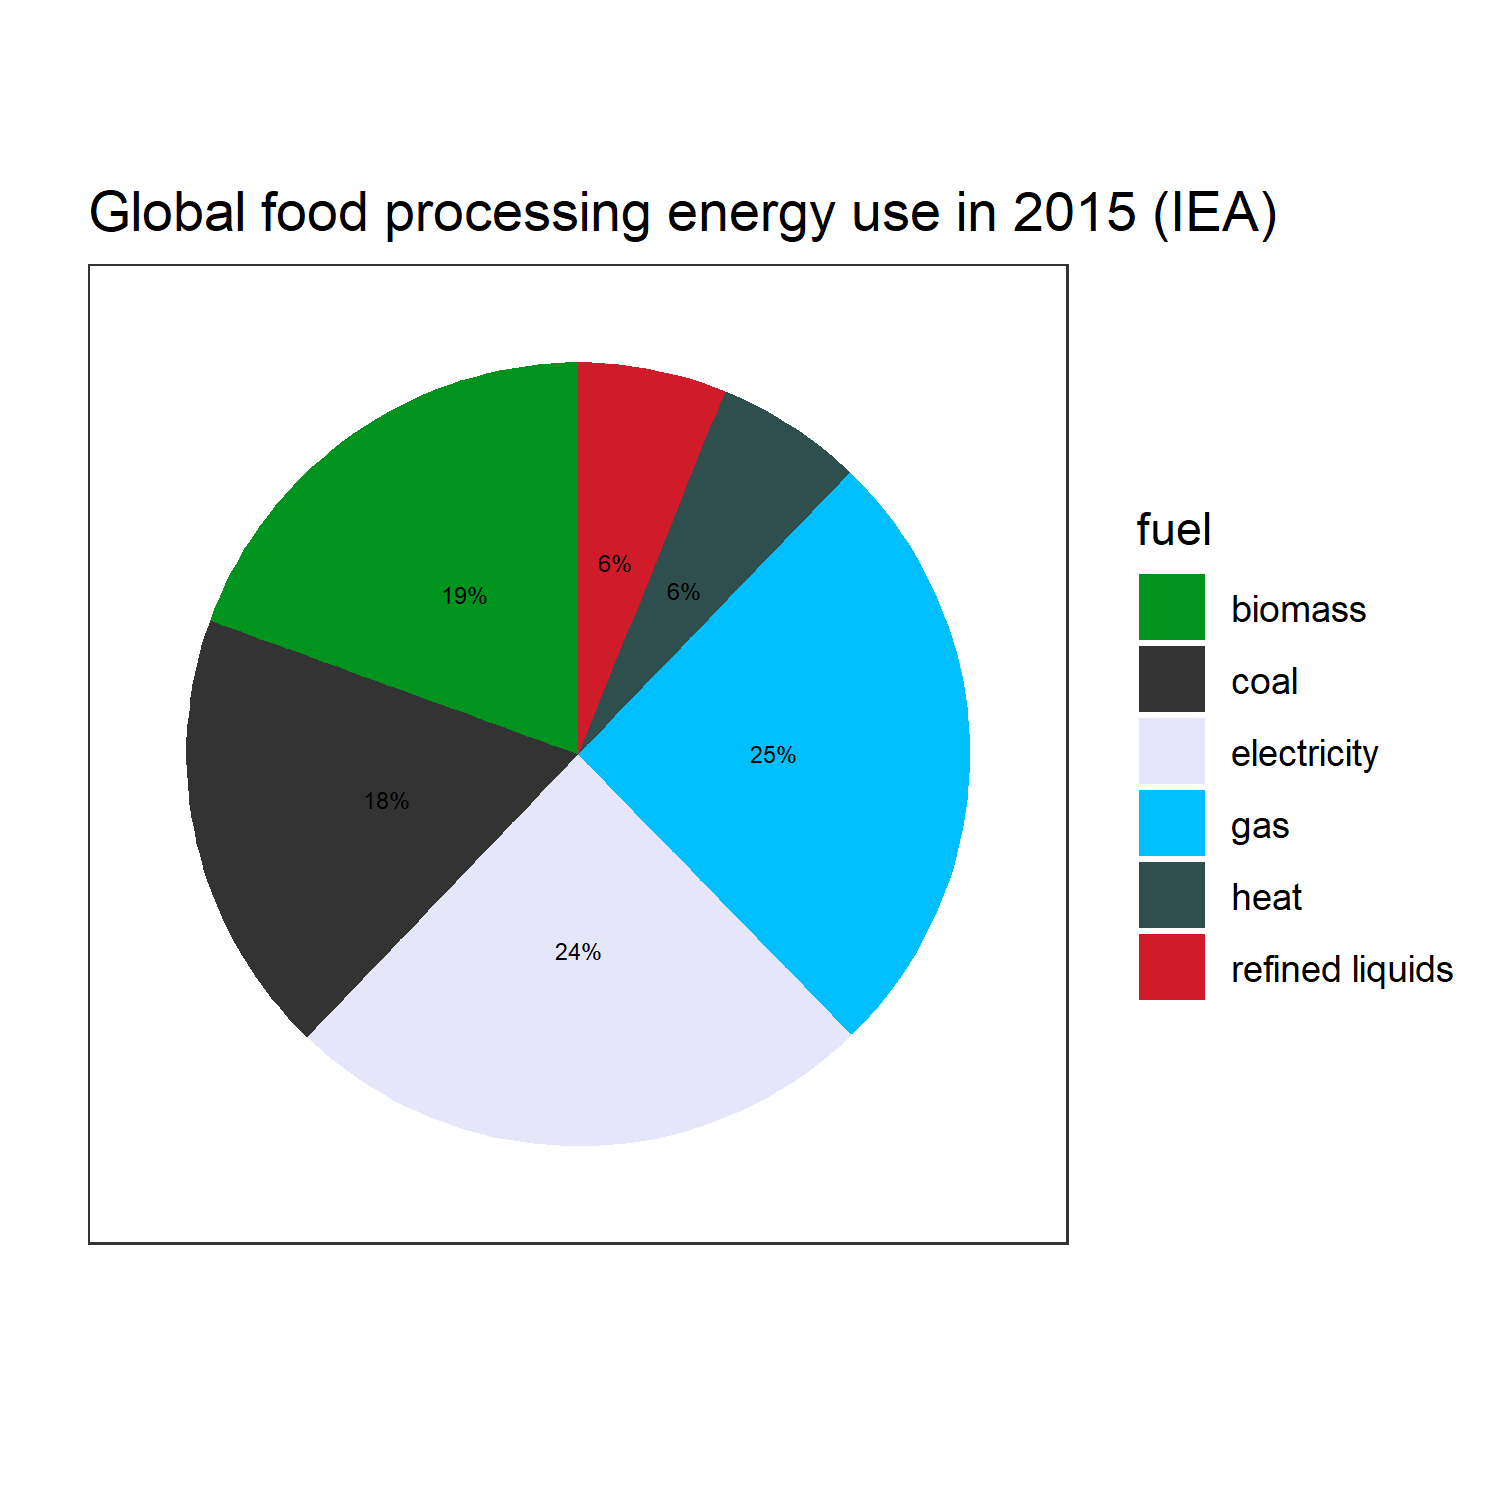 Global food processing energy use in 2015 (IEA)
6%
6%
19%
25%
18%
24%
fuel
biomass
coal
electricity
gas
heat
refined liquids